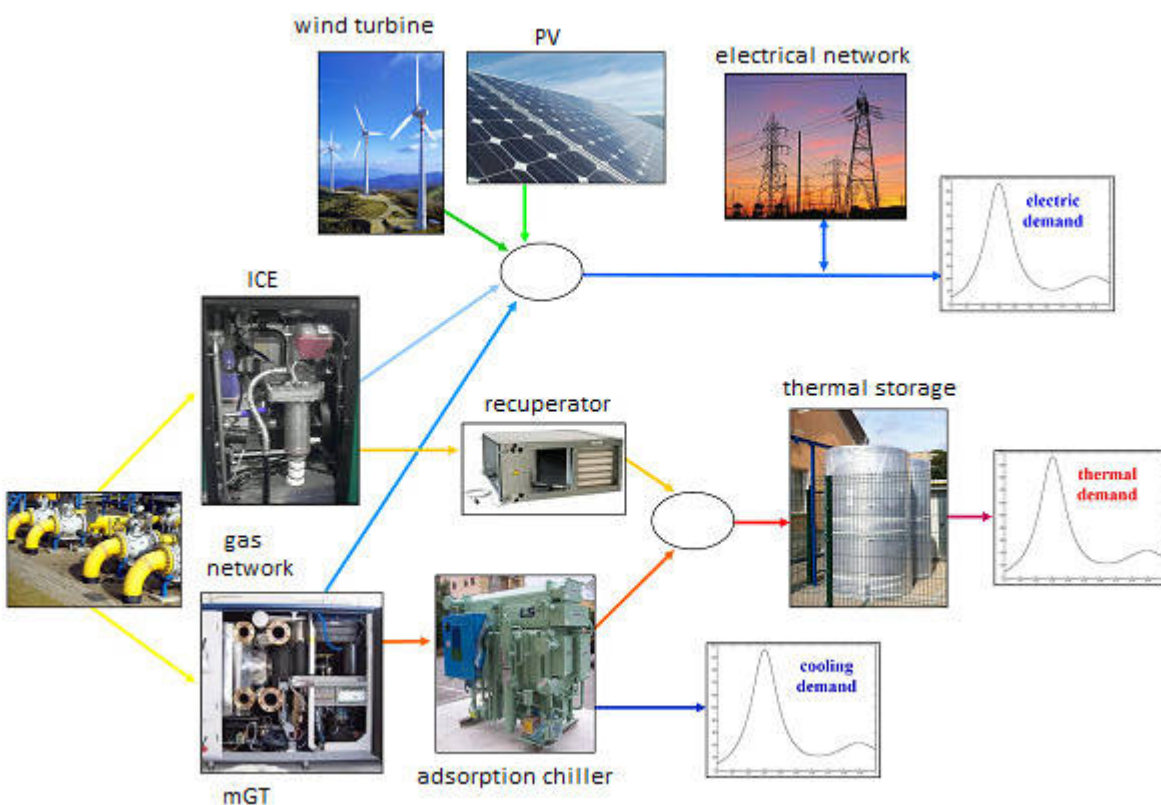 wind turbine
PV
electrical network
electric
demand
ICE
recuperator
thermal storage
thermal
demand
gas
network
LS
cooling
demand
adsorption chiller
mGT